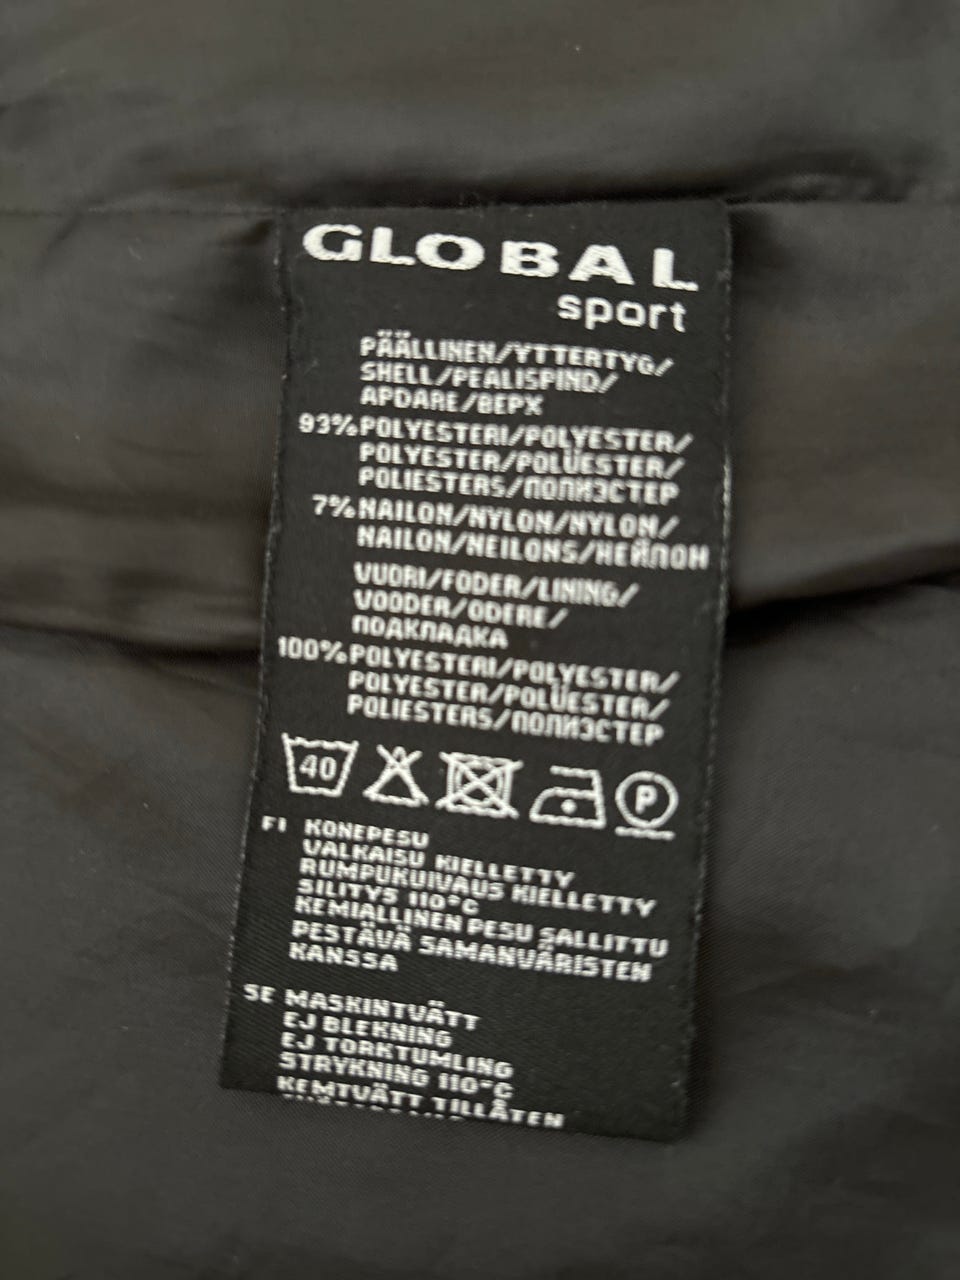 GLOBAL
sport
PÄÄLLINEN/YTTERTYG/
SHELL/PEALISPIND/
APDARE/ВЕРХ
93% POLYESTERI/POLYESTER/
POLYESTER/POLÜESTER/
POLIESTERS/ПОЛИЭСТЕР
7% NAILON/NYLON/NYLON/
NAILON/NEILONS/НЕЙЛОН
VUORI/FODER/LINING/
VOODER/ODERE/
ПОДКЛАДКА
100% POLYESTERI/POLYESTER/
POLYESTER/POLÜESTER/
POLIESTERS/ПОЛИЭСТЕР
40 P
FI KONEPESU
VALKAISU KIELLETTY
RUMPUKUIVAUS KIELLETTY
SILITYS 110°C
KEMIALLINEN PESU SALLITTU
PESTÄVÄ SAMANVÄRISTEN
KANSSA
SE MASKINTVÄTT
EJ BLEKNING
EJ TORKTUMLING
STRYKNING 110°C
KEMTVÄTT TILLÅTEN